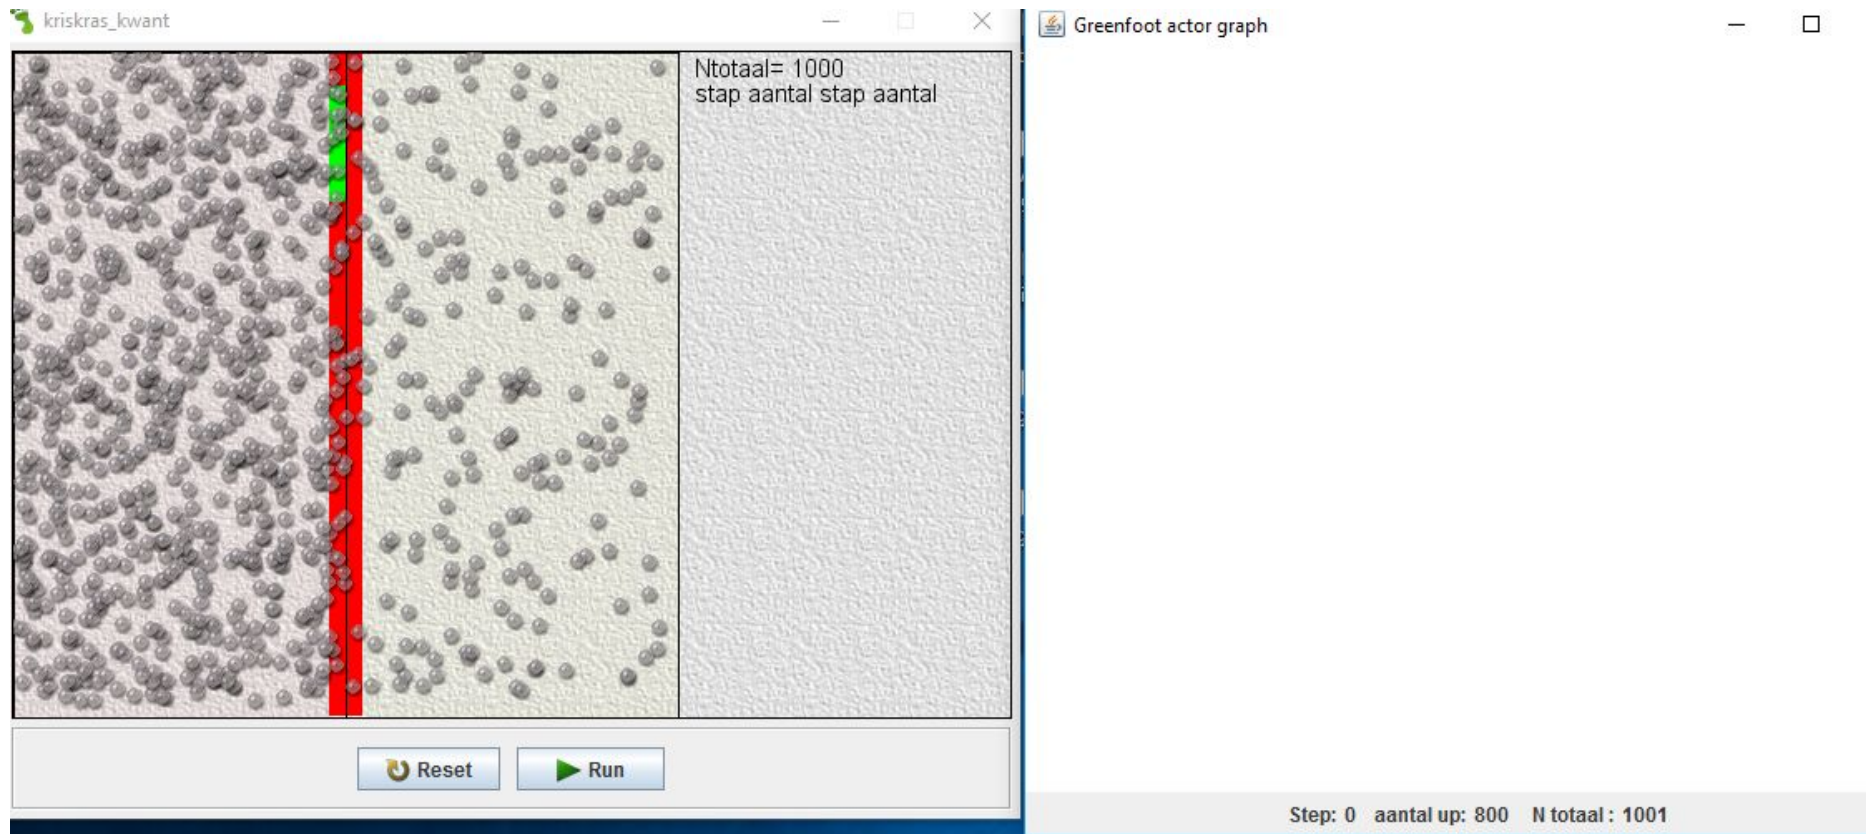 kriskras_kwant
Greenfoot actor graph
Ntotaal= 1000
stap aantal stap aantal
Reset
Run
Step: 0 aantal up: 800 N totaal : 1001